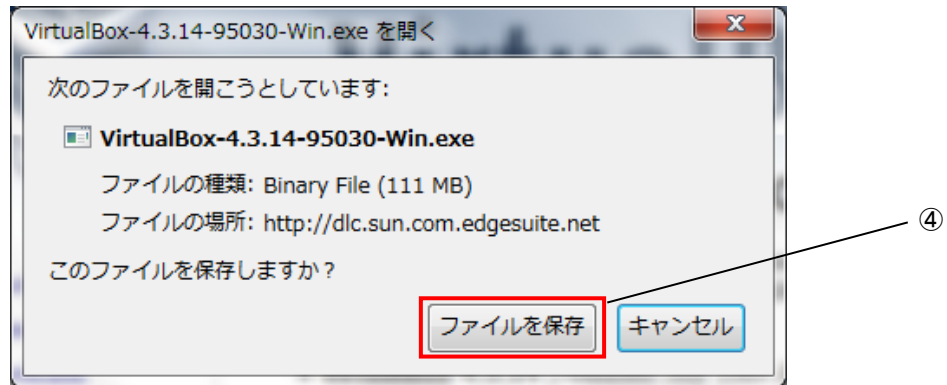 VirtualBox-4.3.14-95030-Win.exe を開く
次のファイルを開こうとしています:
VirtualBox-4.3.14-95030-Win.exe
ファイルの種類: Binary File (111 MB)
ファイルの場所: http://dlc.sun.com.edgesuite.net
④
このファイルを保存しますか？
ファイルを保存 キャンセル